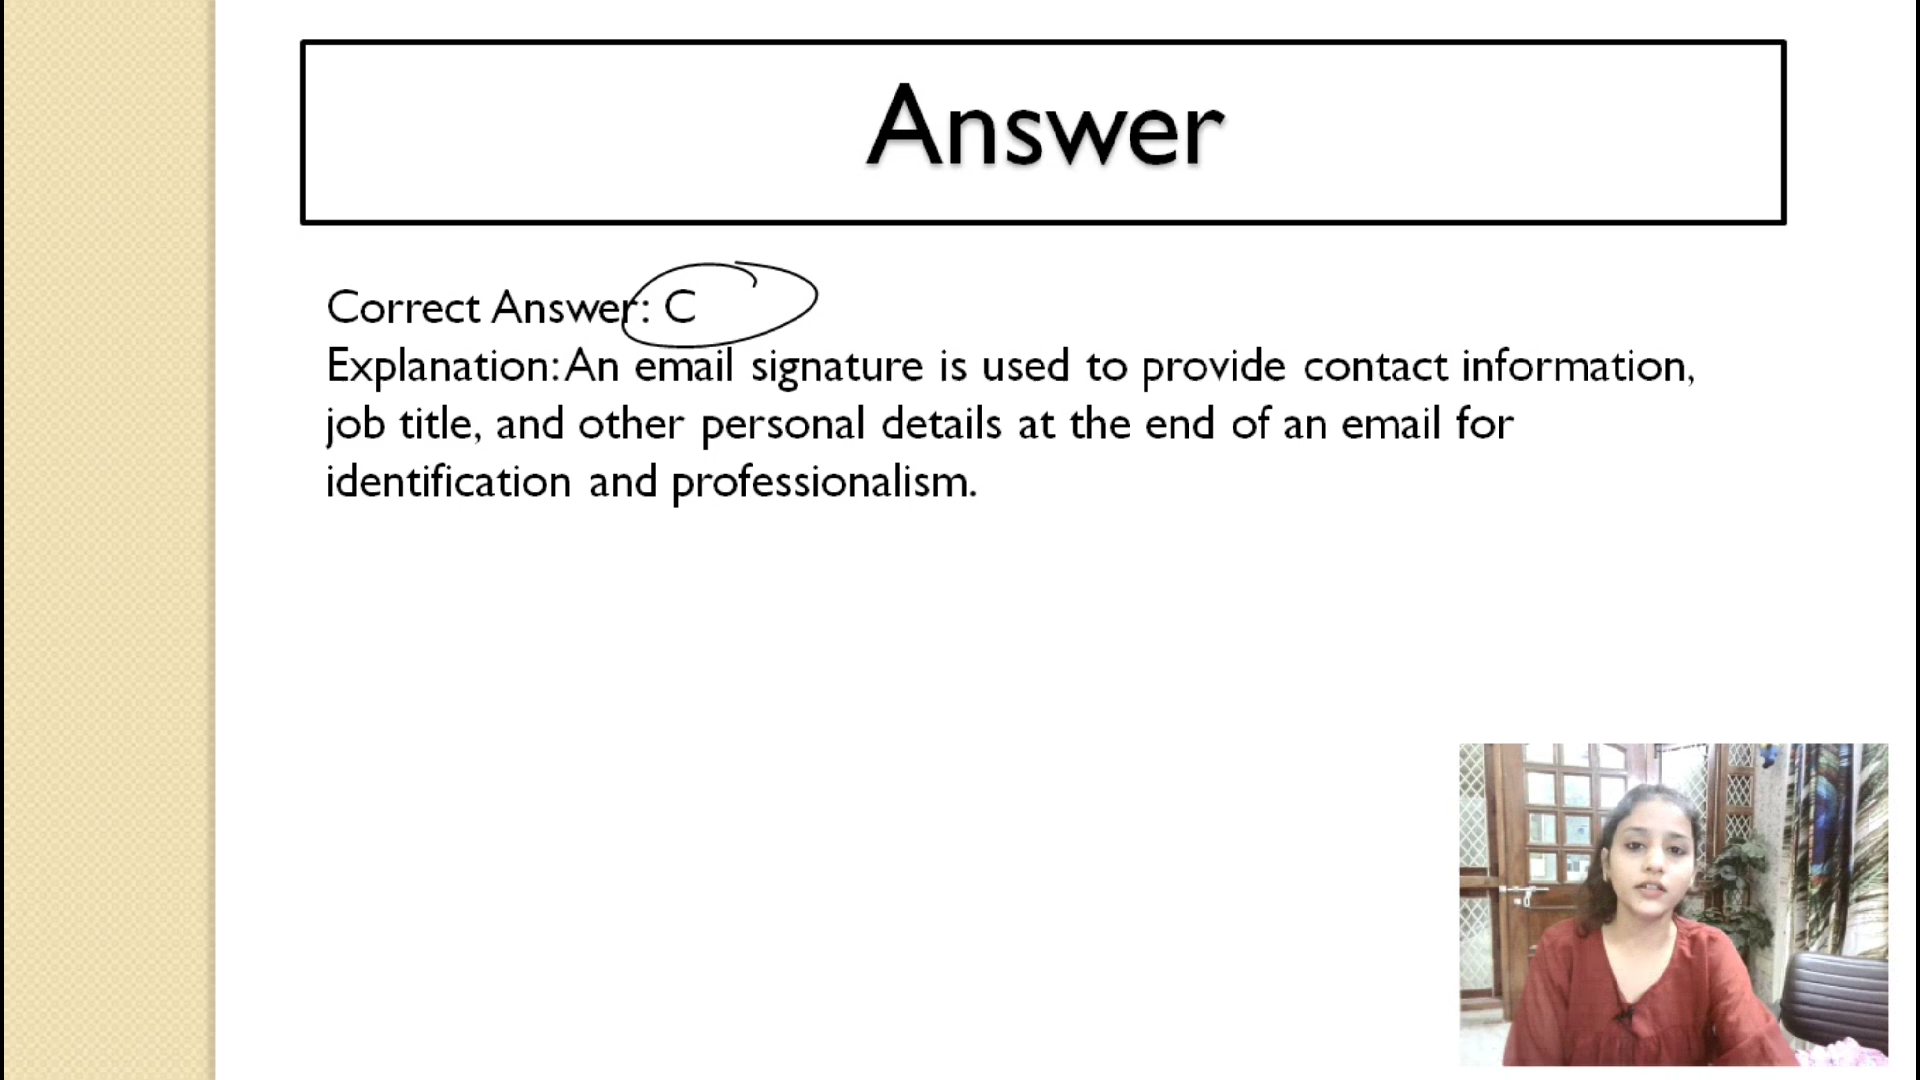 Answer
Correct Answer: C
Explanation: An email signature is used to provide contact information,
job title, and other personal details at the end of an email for
identification and professionalism.